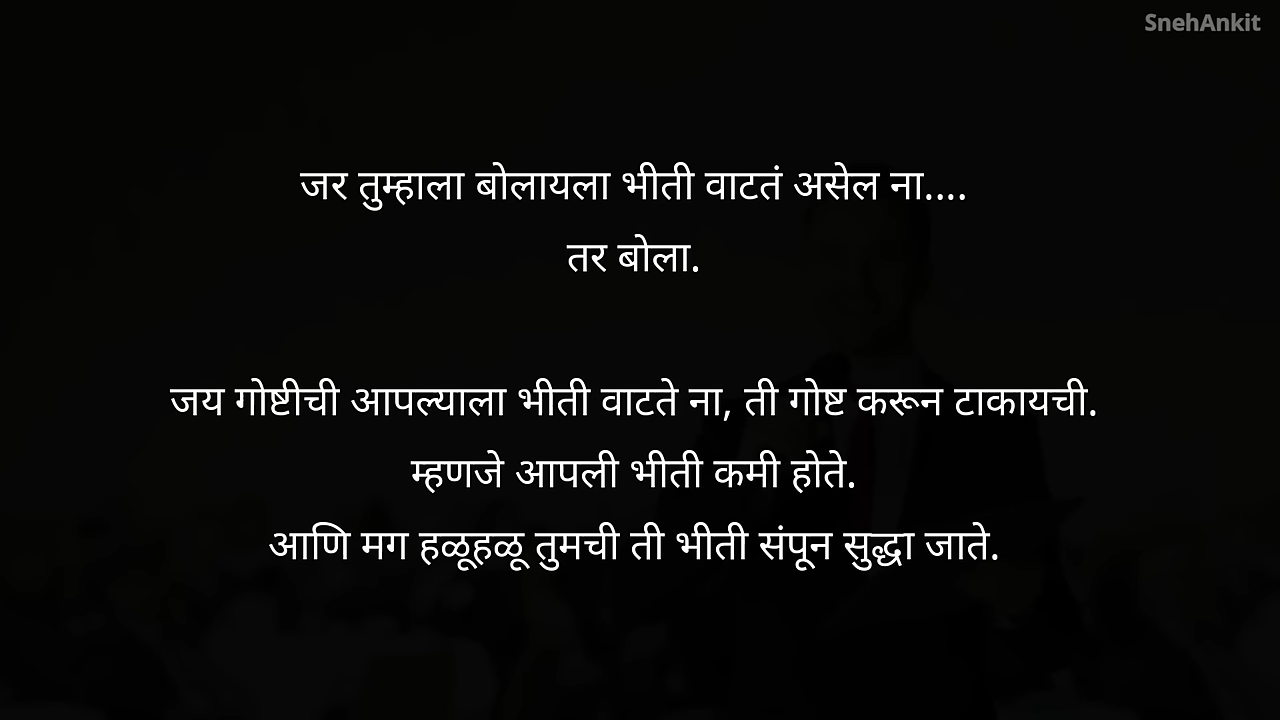 SnehAnkit
जर तुम्हाला बोलायला भीती वाटतं असेल ना....
तर बोला.
जय गोष्टीची आपल्याला भीती वाटते ना, ती गोष्ट करून टाकायची.
म्हणजे आपली भीती कमी होते.
आणि मग हळूहळू तुमची ती भीती संपून सुद्धा जाते.